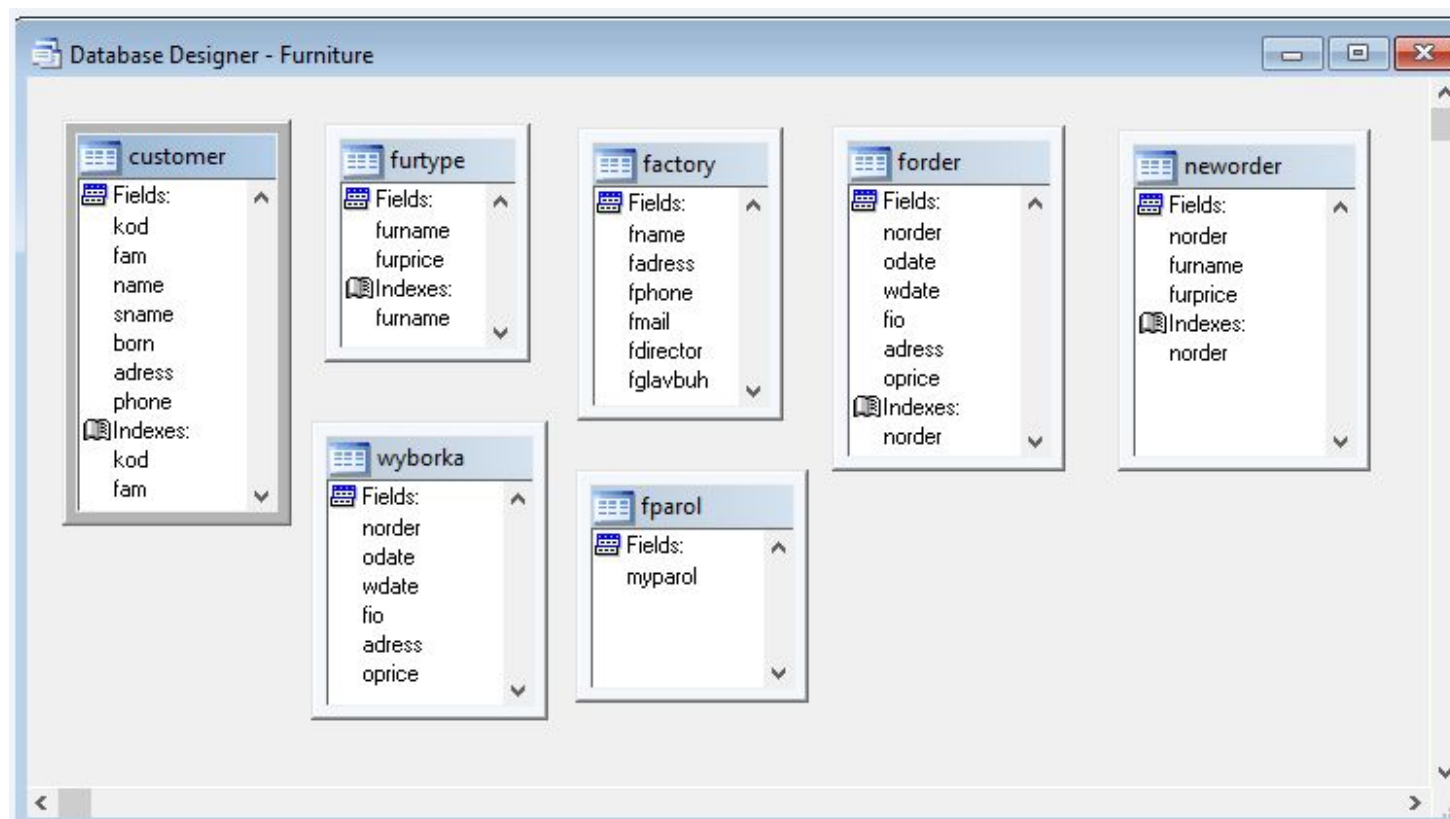 Database Designer - Furniture
customer
Fields:
kod
fam
name
sname
born
adress
phone
Indexes:
kod
fam
furtype
Fields:
furname
furprice
Indexes:
furname
factory
Fields:
fname
fadress
fphone
fmail
fdirector
fglavbuh
forder
Fields:
norder
odate
wdate
fio
adress
oprice
Indexes:
norder
neworder
Fields:
norder
furname
furprice
Indexes:
norder
wyborka
Fields:
norder
odate
wdate
fio
adress
oprice
fparol
Fields:
myparol